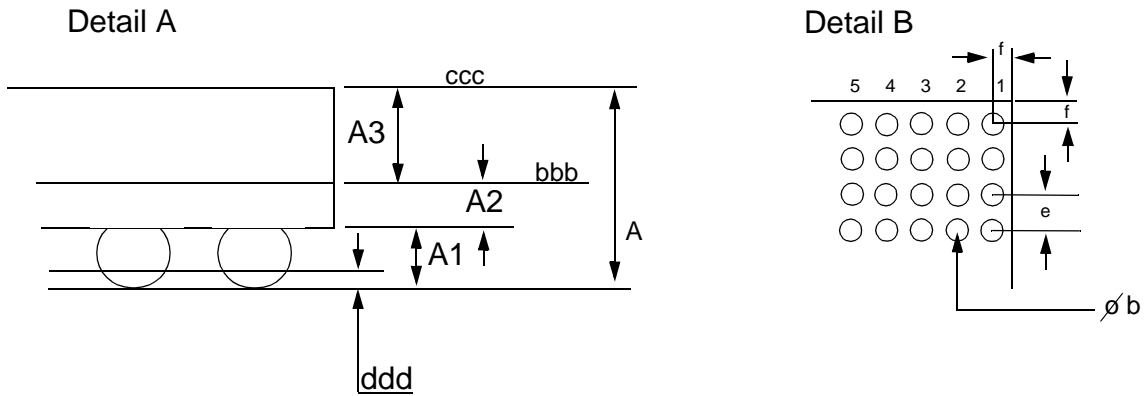 Detail A
ccc
A3
bbb
A2
A
A1
ddd
Detail B
f
5 4 3 2 1
f
e
ø b